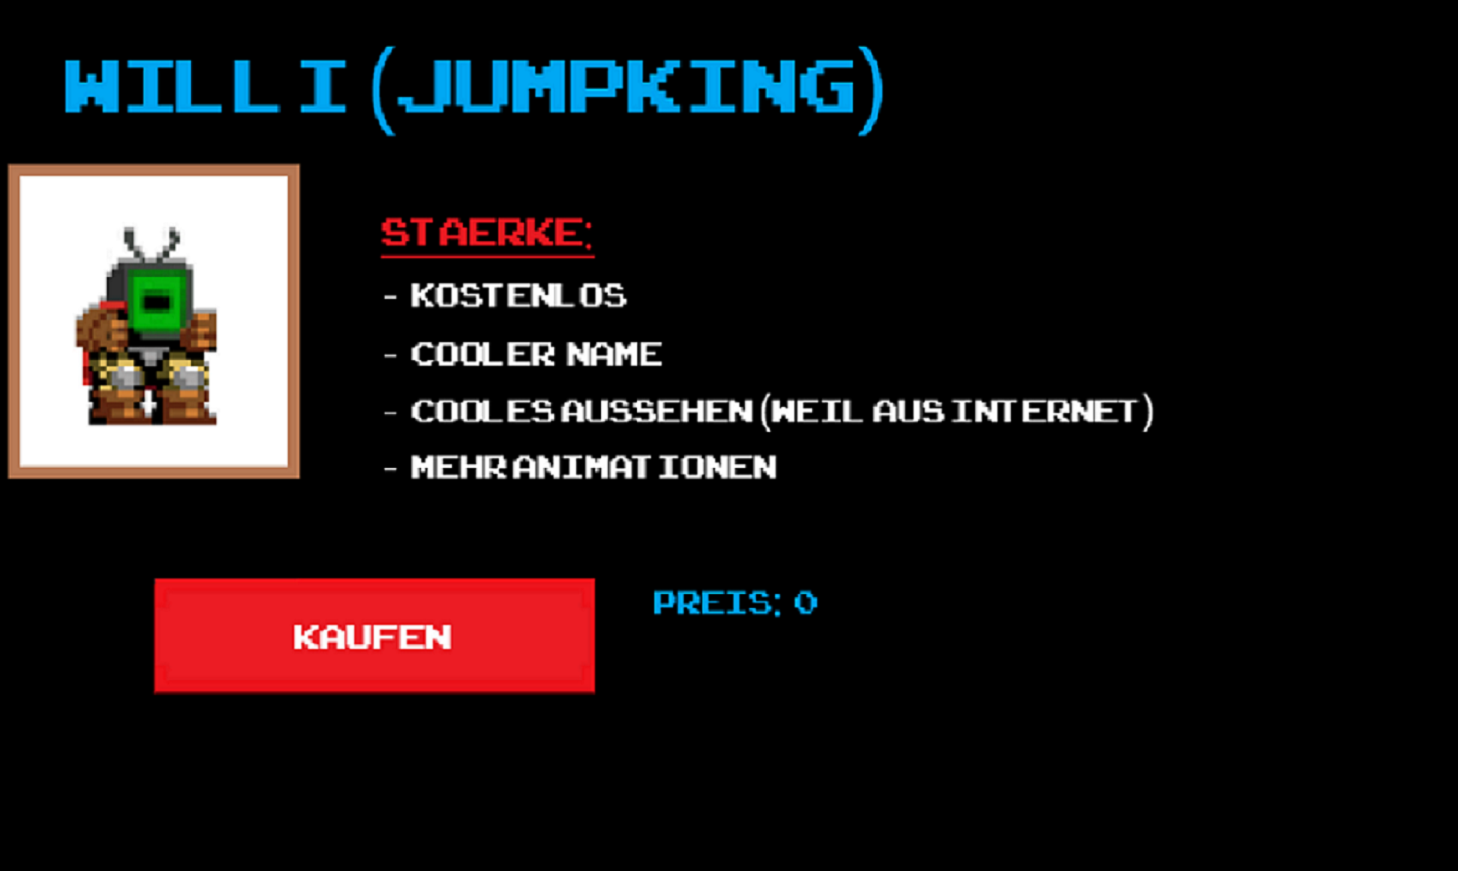 WILLI (JUMPKING)
STAERKE:
- KOSTENLOS
- COOLER NAME
- COOLES AUSSEHEN (WEIL AUS INTERNET)
- MEHR ANIMATIONEN
PREIS: 0
KAUFEN